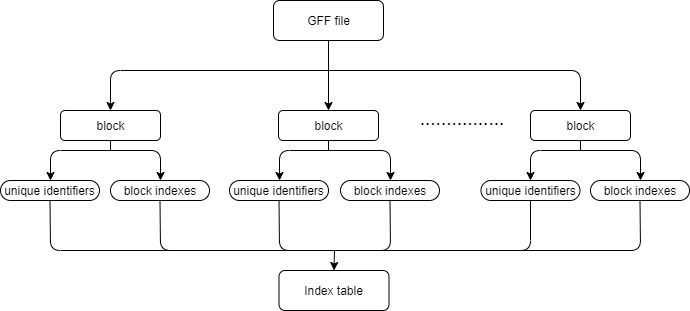 GFF file
block
block
block
unique identifiers
block indexes
unique identifiers
block indexes
unique identifiers
block indexes
Index table